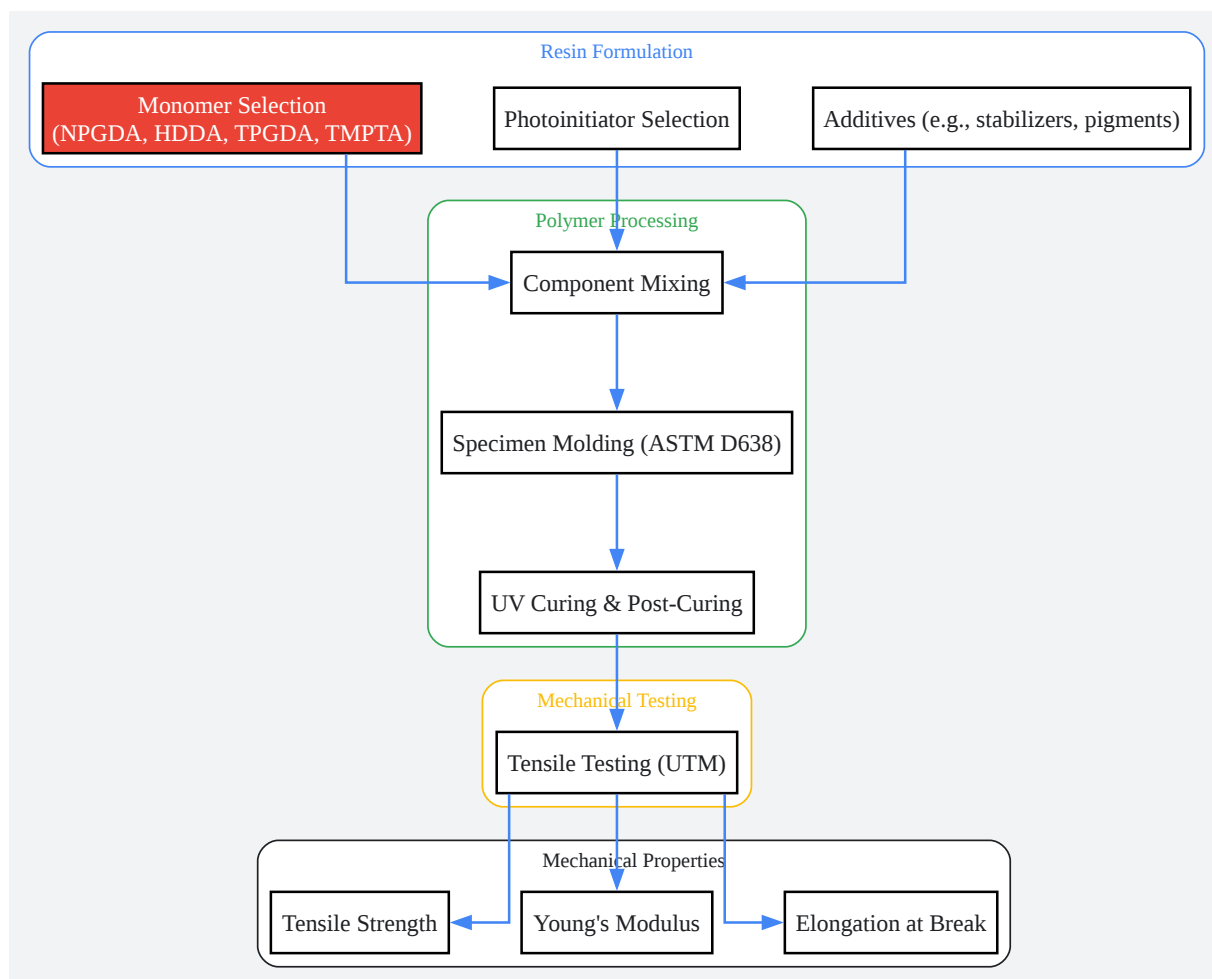 Resin Formulation
Monomer Selection
(NPGDA, HDDA, TPGDA, TMPTA)
Photoinitiator Selection
Additives (e.g., stabilizers, pigments)
Polymer Processing
Component Mixing
Specimen Molding (ASTM D638)
UV Curing & Post-Curing
Mechanical Testing
Tensile Testing (UTM)
Mechanical Properties
Tensile Strength
Young's Modulus
Elongation at Break